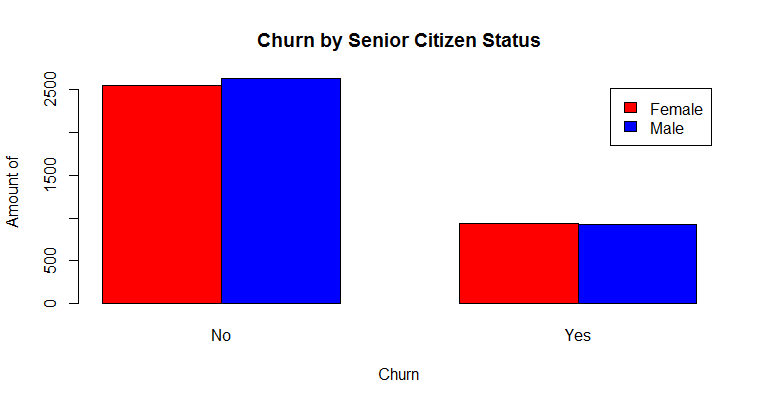 Churn by Senior Citizen Status
Amount of
2500
1500
500
0
Female
Male
No
Yes
Churn